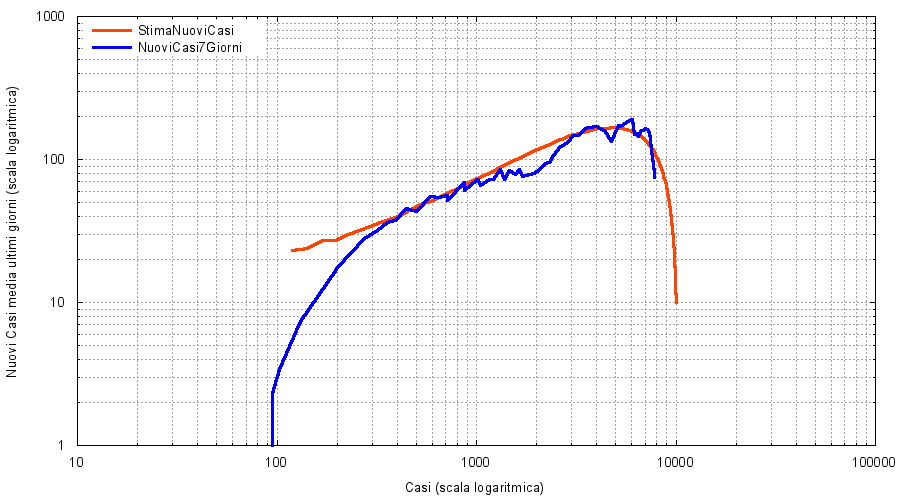 1000
StimaNuoviCasi
NuoviCasi7Giorni
100
10
1
10
100
1000
10000
100000
Nuovi Casi media ultimi giorni (scala logaritmica)
Casi (scala logaritmica)